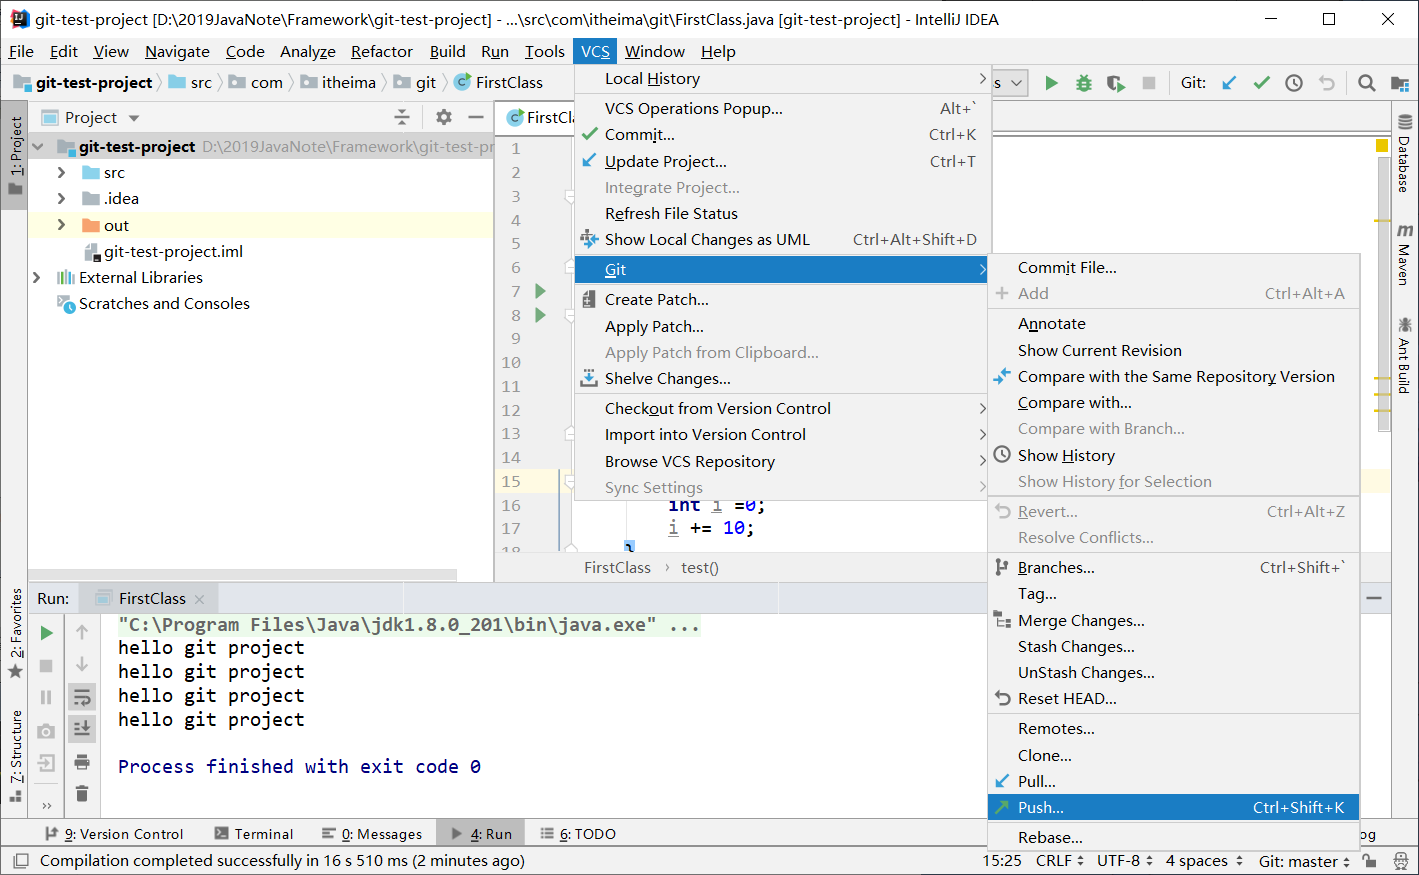 git-test-project [D:\2019JavaNote\Framework\git-test-project] - ...\src\com\itheima\git\FirstClass.java [git-test-project] - IntelliJ IDEA
File Edit View Navigate Code Analyze Refactor Build Run Tools VCS Window Help
git-test-project src com itheima git FirstClass
s Git:
1: Project
2: Favorites
7: Structure
Project
git-test-project D:\2019JavaNote\Framework\git-test-pr
src
.idea
out
git-test-project.iml
External Libraries
Scratches and Consoles
FirstCla
1
2
3
4
5
6
7
8
9
10
11
12
13
14
15
16 int i =0;
17 i += 10;
18 }
FirstClass › test()
Local History
VCS Operations Popup... Alt+`
Commit... Ctrl+K
Update Project... Ctrl+T
Integrate Project...
Refresh File Status
Show Local Changes as UML Ctrl+Alt+Shift+D
Git
Create Patch...
Apply Patch...
Apply Patch from Clipboard...
Shelve Changes...
Checkout from Version Control
Import into Version Control
Browse VCS Repository
Sync Settings
Commit File...
Add Ctrl+Alt+A
Annotate
Show Current Revision
Compare with the Same Repository Version
Compare with...
Compare with Branch...
Show History
Show History for Selection
Revert... Ctrl+Alt+Z
Resolve Conflicts...
Branches... Ctrl+Shift+`
Tag...
Merge Changes...
Stash Changes...
UnStash Changes...
Reset HEAD...
Remotes...
Clone...
Pull...
Push... Ctrl+Shift+K
Rebase...
Database
m
Maven
Ant Build
Run: FirstClass
"C:\Program Files\Java\jdk1.8.0_201\bin\java.exe" ...
hello git project
hello git project
hello git project
hello git project
Process finished with exit code 0
9: Version Control Terminal 0: Messages 4: Run 6: TODO og
Compilation completed successfully in 16 s 510 ms (2 minutes ago) 15:25 CRLF UTF-8 4 spaces Git: master